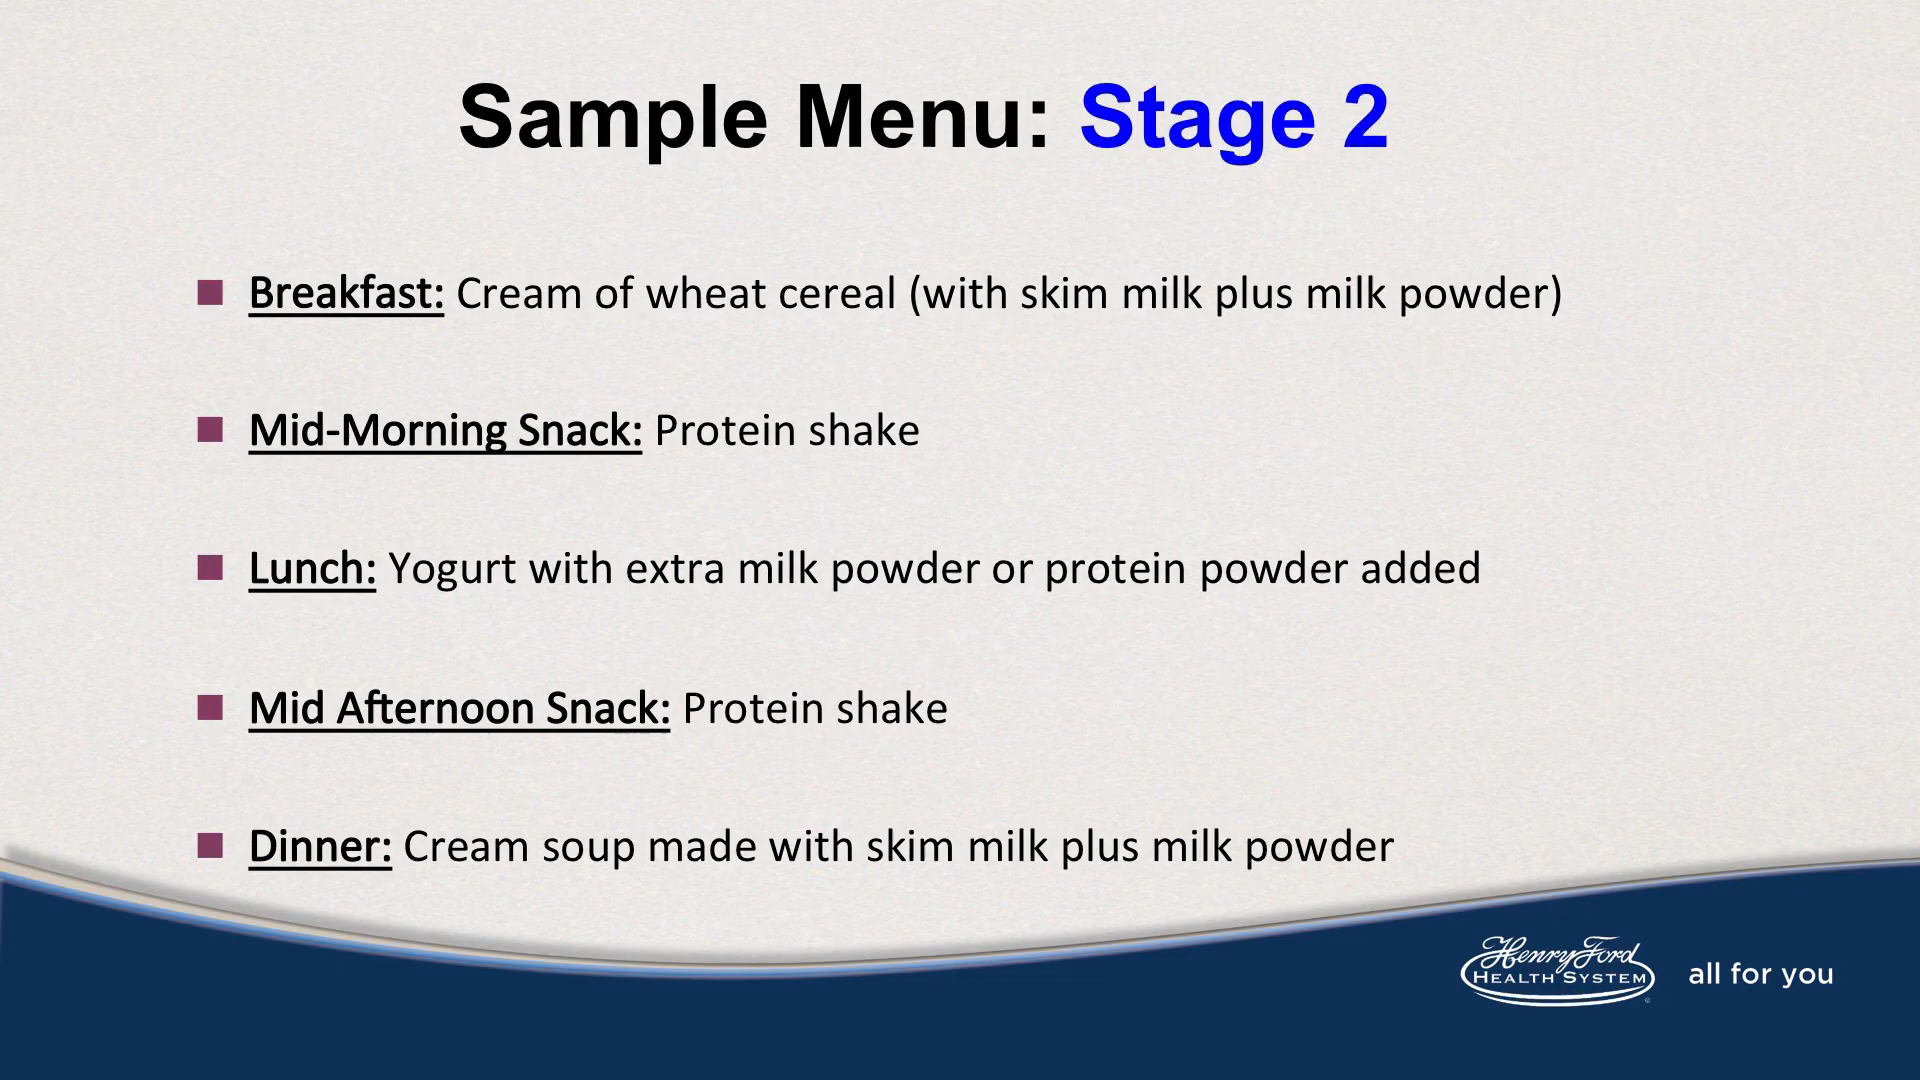 Sample Menu: Stage 2
Breakfast: Cream of wheat cereal (with skim milk plus milk powder)
Mid-Morning Snack: Protein shake
Lunch: Yogurt with extra milk powder or protein powder added
Mid Afternoon Snack: Protein shake
Dinner: Cream soup made with skim milk plus milk powder
Henry Ford
HEALTH SYSTEM
all for you